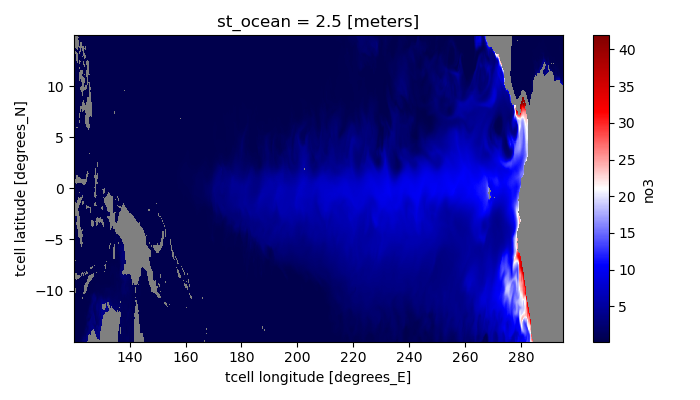 st_ocean = 2.5 [meters]
10
5
0
−5
−10
tcell latitude [degrees_N]
140 160 180 200 220 240 260 280
tcell longitude [degrees_E]
40
35
30
25
20
15
10
5
no3